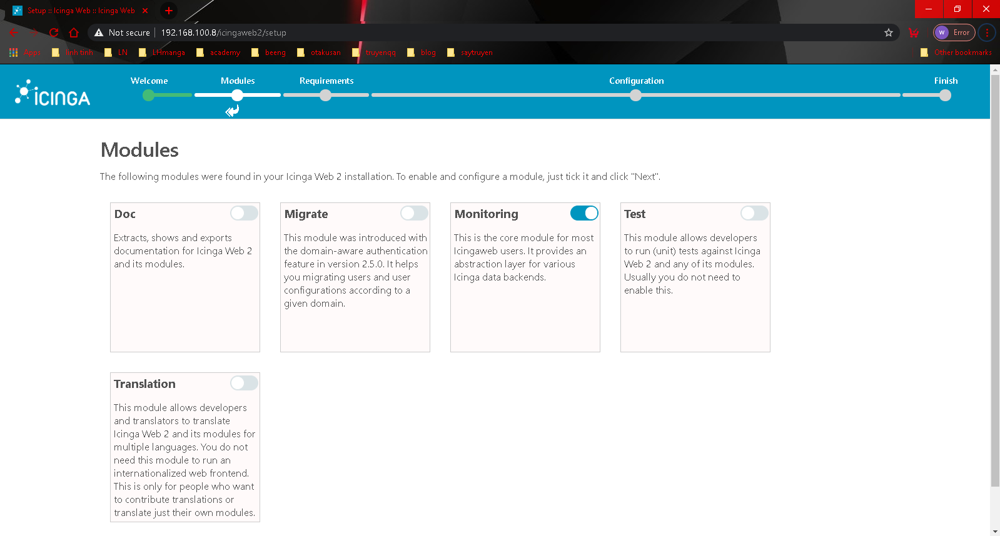 Setup :: Icinga Web :: Icinga Web
Not secure
192.168.100.8/icingaweb2/setup
W
Error
Apps
linh tinh
LN
LHmanga
academy
beeng
otakusan
truyenqq
blog
saytruyen
Other bookmarks
ICINGA
Welcome
Modules
Requirements
Configuration
Finish
Modules
The following modules were found in your Icinga Web 2 installation. To enable and configure a module, just tick it and click "Next".
Doc
Extracts, shows and exports
documentation for Icinga Web 2
and its modules.
Migrate
This module was introduced with
the domain-aware authentication
feature in version 2.5.0. It helps
you migrating users and user
configurations according to a
given domain.
Monitoring
This is the core module for most
Icingaweb users. It provides an
abstraction layer for various
Icinga data backends.
Test
This module allows developers
to run (unit) tests against Icinga
Web 2 and any of its modules.
Usually you do not need to
enable this.
Translation
This module allows developers
and translators to translate
Icinga Web 2 and its modules for
multiple languages. You do not
need this module to run an
internationalized web frontend.
This is only for people who want
to contribute translations or
translate just their own modules.